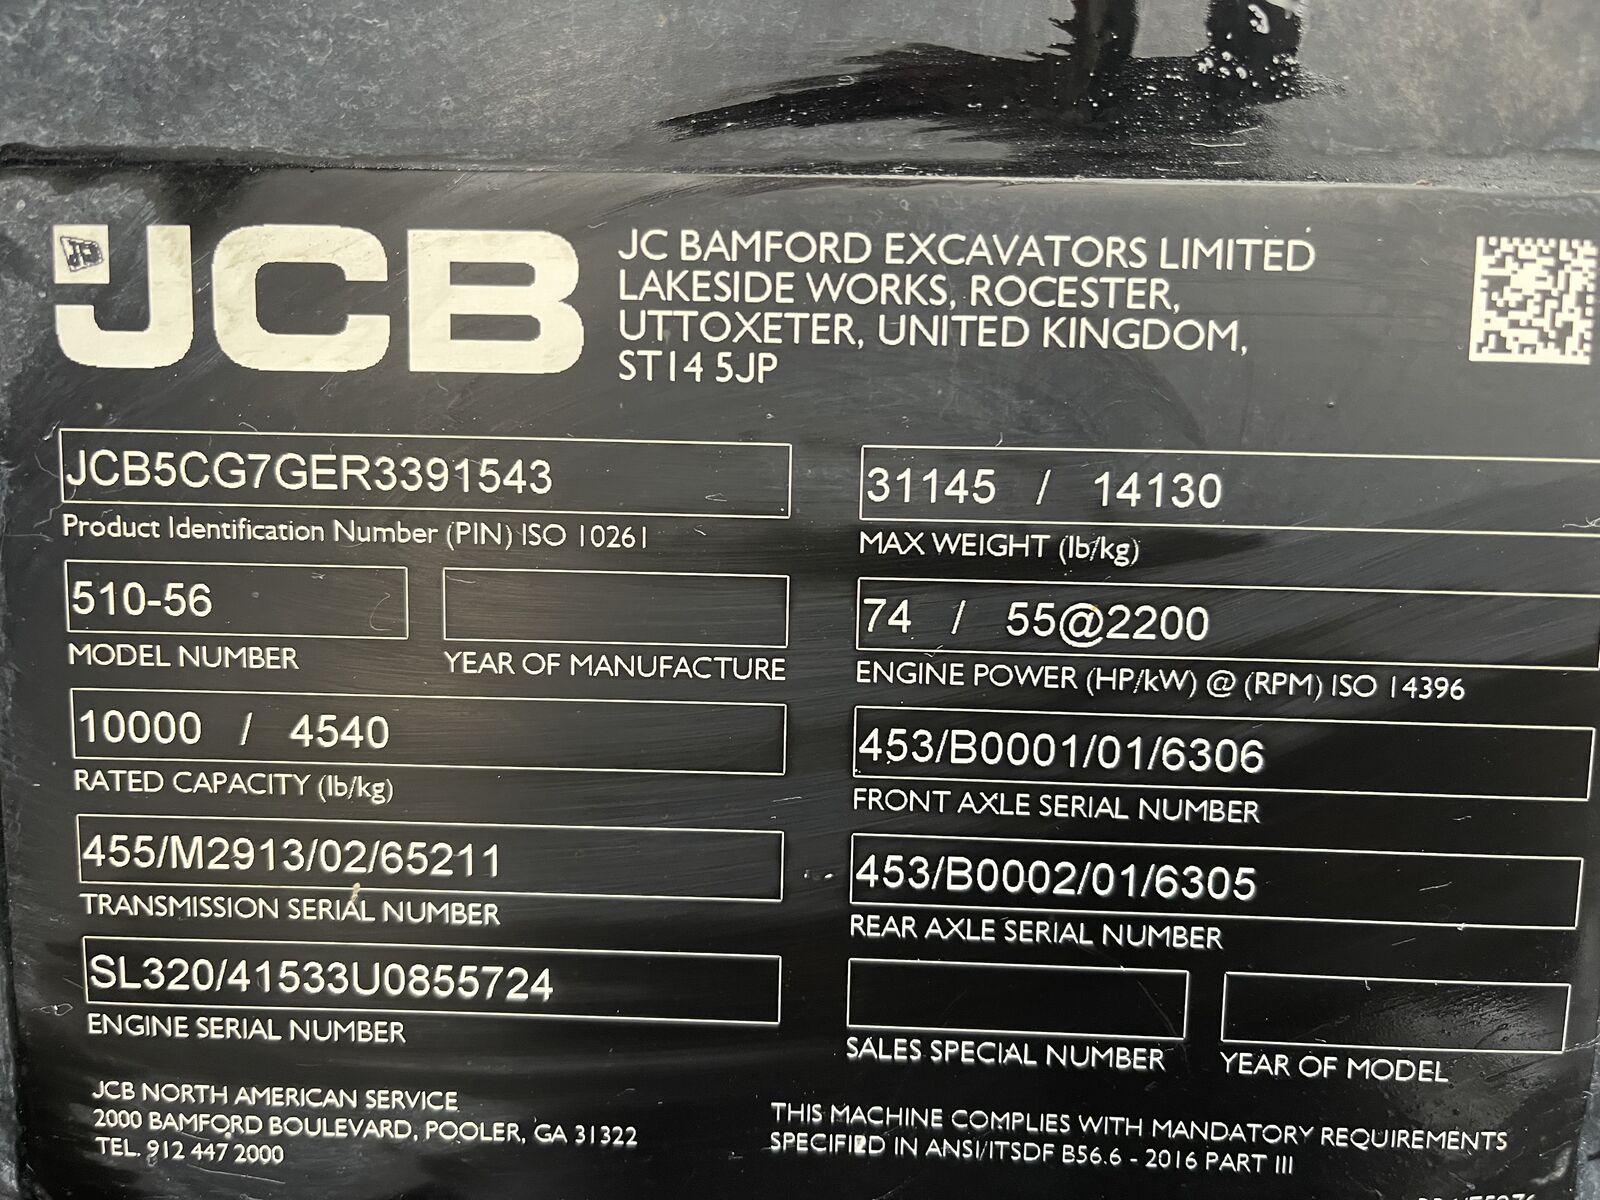 JCB
JC BAMFORD EXCAVATORS LIMITED
LAKESIDE WORKS, ROCESTER,
UTTOXETER, UNITED KINGDOM,
ST14 5JP
JCB5CG7GER3391543
Product Identification Number (PIN) ISO 10261
510-56
MODEL NUMBER
YEAR OF MANUFACTURE
10000 / 4540
RATED CAPACITY (lb/kg)
455/M2913/02/65211
TRANSMISSION SERIAL NUMBER
SL320/41533U0855724
ENGINE SERIAL NUMBER
31145 / 14130
MAX WEIGHT (lb/kg)
74 / 55@2200
ENGINE POWER (HP/kW) @ (RPM) ISO 14396
453/B0001/01/6306
FRONT AXLE SERIAL NUMBER
453/B0002/01/6305
REAR AXLE SERIAL NUMBER
SALES SPECIAL NUMBER
YEAR OF MODEL
JCB NORTH AMERICAN SERVICE
2000 BAMFORD BOULEVARD, POOLER, GA 31322
TEL. 912 447 2000
THIS MACHINE COMPLIES WITH MANDATORY REQUIREMENTS
SPECIFIED IN ANSI/ITSDF B56.6 - 2016 PART III